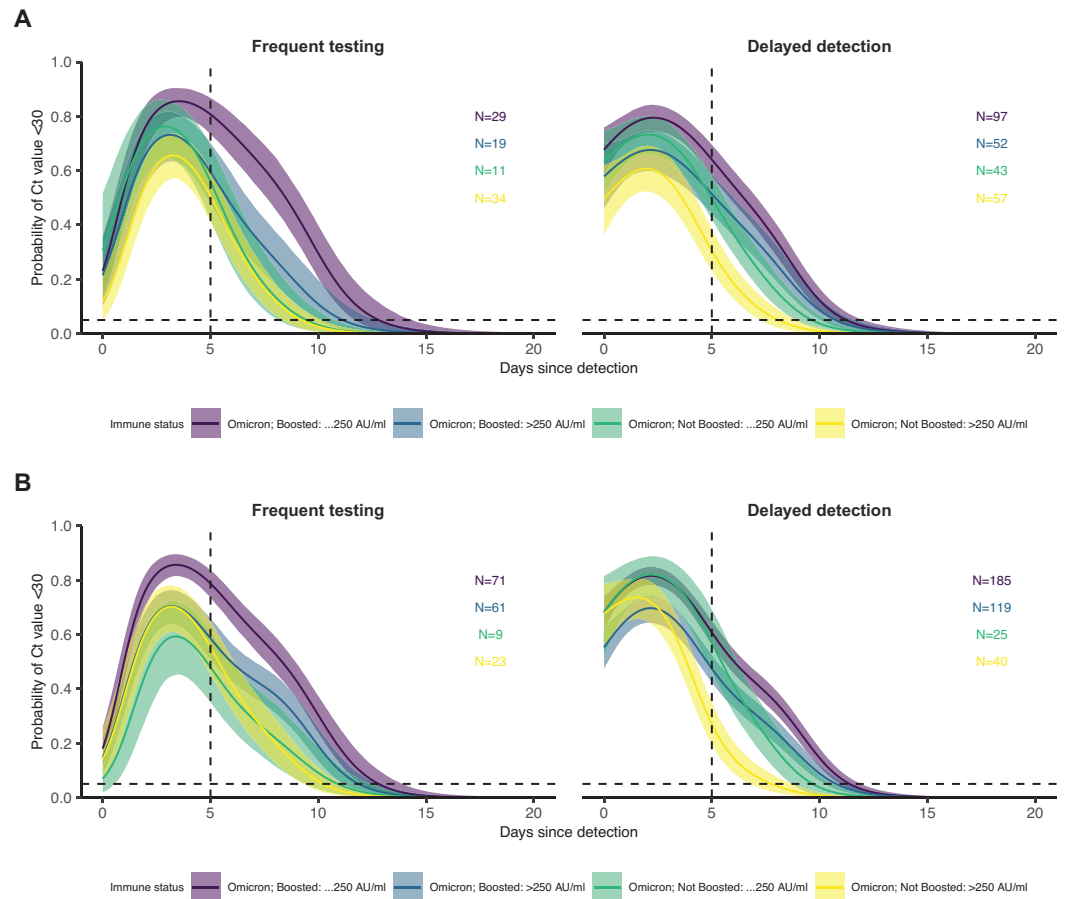 A
Frequent testing
Delayed detection
Probability of Ct value <30
1.0
0.8
0.6
0.4
0.2
0.0
N=29
N=19
N=11
N=34
N=97
N=52
N=43
N=57
0 5 10 15 20
0 5 10 15 20
Days since detection
Immune status Omicron; Boosted: ...250 AU/ml Omicron; Boosted: >250 AU/ml Omicron; Not Boosted: ...250 AU/ml Omicron; Not Boosted: >250 AU/ml
B
Frequent testing
Delayed detection
Probability of Ct value <30
1.0
0.8
0.6
0.4
0.2
0.0
N=71
N=61
N=9
N=23
N=185
N=119
N=25
N=40
0 5 10 15 20
0 5 10 15 20
Days since detection
Immune status Omicron; Boosted: ...250 AU/ml Omicron; Boosted: >250 AU/ml Omicron; Not Boosted: ...250 AU/ml Omicron; Not Boosted: >250 AU/ml